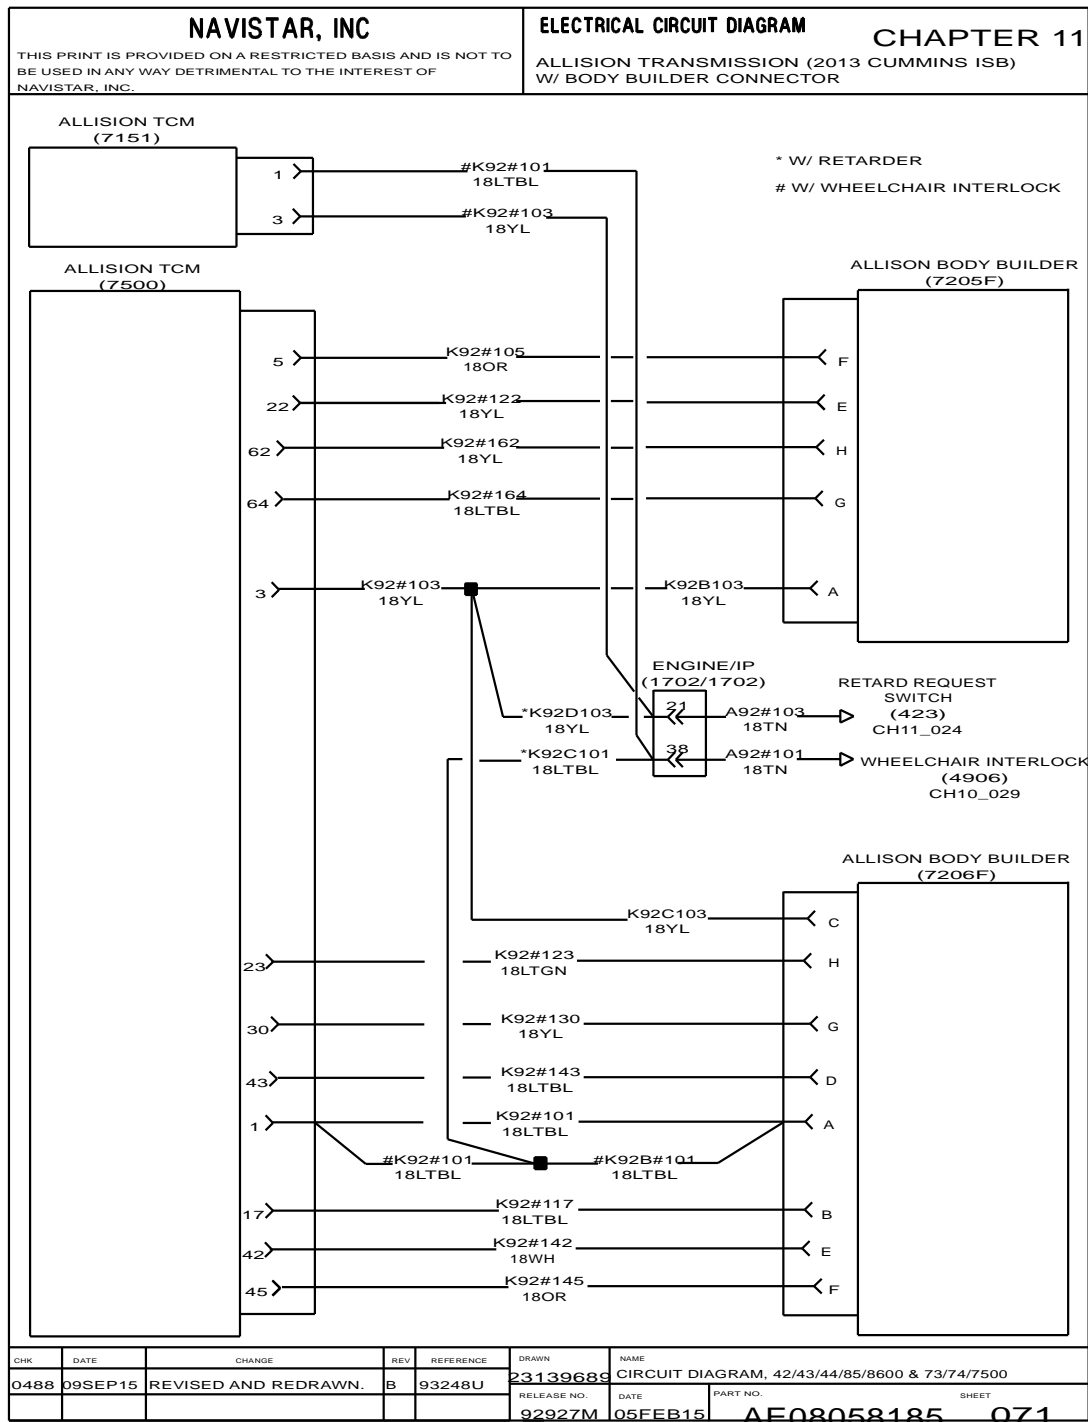 NAVISTAR, INC
THIS PRINT IS PROVIDED ON A RESTRICTED BASIS AND IS NOT TO
BE USED IN ANY WAY DETRIMENTAL TO THE INTEREST OF
NAVISTAR, INC.
ELECTRICAL CIRCUIT DIAGRAM
CHAPTER 11
ALLISION TRANSMISSION (2013 CUMMINS ISB)
W/ BODY BUILDER CONNECTOR
ALLISION TCM
(7151)
1
#K92#101
18LTBL
3
#K92#103
18YL
* W/ RETARDER
# W/ WHEELCHAIR INTERLOCK
ALLISION TCM
(7500)
ALLISON BODY BUILDER
(7205F)
5
K92#105
18OR
F
22
K92#122
18YL
E
62
K92#162
18YL
H
64
K92#164
18LTBL
G
3
K92#103
18YL
K92B103
18YL
A
ENGINE/IP
(1702/1702)
*K92D103
18YL
21
A92#103
18TN
RETARD REQUEST
SWITCH
(423)
CH11_024
*K92C101
18LTBL
38
A92#101
18TN
WHEELCHAIR INTERLOCK
(4906)
CH10_029
ALLISON BODY BUILDER
(7206F)
K92C103
18YL
C
23
K92#123
18LTGN
H
30
K92#130
18YL
G
43
K92#143
18LTBL
D
1
K92#101
18LTBL
A
#K92#101
18LTBL
#K92B#101
18LTBL
17
K92#117
18LTBL
B
42
K92#142
18WH
E
45
K92#145
18OR
F
CHK DATE CHANGE REV REFERENCE
0488 09SEP15 REVISED AND REDRAWN. B 93248U
DRAWN
23139689
NAME
CIRCUIT DIAGRAM, 42/43/44/85/8600 & 73/74/7500
RELEASE NO.
92927M
DATE
05FEB15
PART NO.
AE08058185
SHEET
071